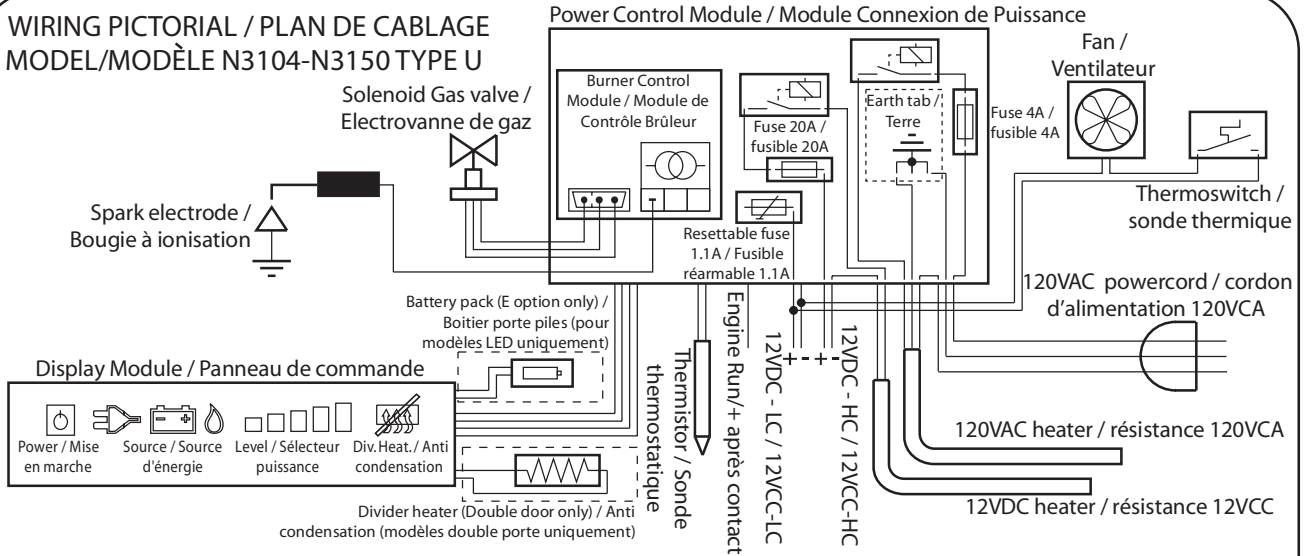 WIRING PICTORIAL / PLAN DE CABLAGE
MODEL/MODÈLE N3104-N3150 TYPE U
Power Control Module / Module Connexion de Puissance
Burner Control
Module / Module de
Contrôle Brûleur
Solenoid Gas valve /
Electrovanne de gaz
Spark electrode /
Bougie à ionisation
Fuse 20A /
fusible 20A
Resettable fuse
1.1A / Fusible
réarmable 1.1A
Earth tab /
Terre
Fuse 4A /
fusible 4A
Fan /
Ventilateur
Thermoswitch /
sonde thermique
120VAC powercord / cordon
d’alimentation 120VCA
120VAC heater / résistance 120VCA
12VDC heater / résistance 12VCC
Battery pack (E option only) /
Boitier porte piles (pour
modèles LED uniquement)
Display Module / Panneau de commande
Power / Mise
en marche
Source / Source
d'énergie
Level / Sélecteur
puissance
Div. Heat. / Anti
condensation
Divider heater (Double door only) / Anti
condensation (modèles double porte uniquement)
Thermistor / Sonde
thermostatique
Engine Run/+ après contact
12VDC - LC / 12VCC-LC
+ - + -
12VDC - HC / 12VCC-HC